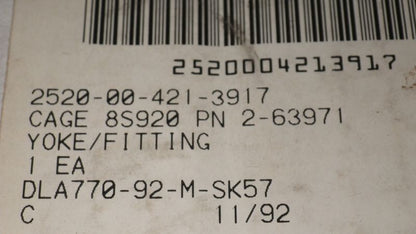 2520004213917
2520-00-421-3917
CAGE 8S920 PN 2-63971
YOKE/FITTING
1 EA
DLA770-92-M-SK57
C 11/92